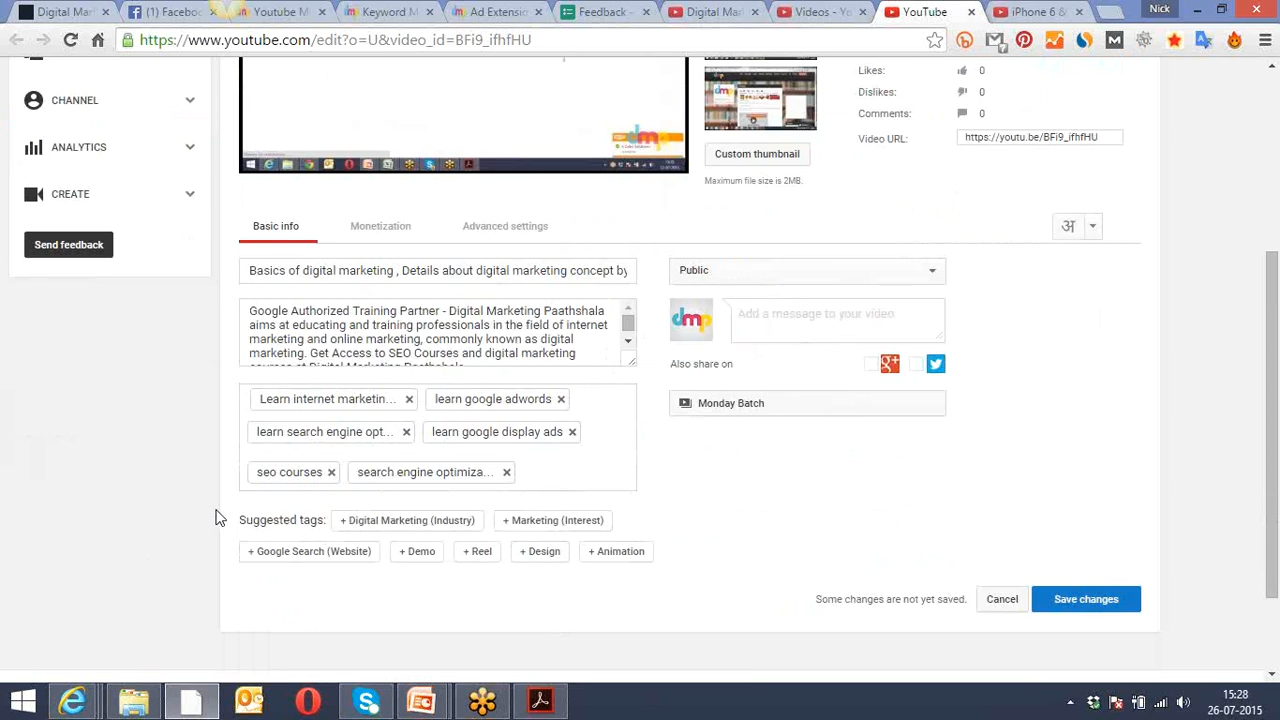 Digital Mar
(1) Faceboo
YouTube M
Keyword M
Ad Extensio
Feedback -
Digital Mark
Videos - Yo
YouTube
iPhone 6 &
Nick
https://www.youtube.com/edit?o=U&video_id=BFi9_ifhfHU
CHANNEL
ANALYTICS
CREATE
Send feedback
dmp
Custom thumbnail
Maximum file size is 2MB.
Likes: 0
Dislikes: 0
Comments: 0
Video URL: https://youtu.be/BFi9_ifhfHU
Basic info
Monetization
Advanced settings
अ
Basics of digital marketing , Details about digital marketing concept by
Public
Google Authorized Training Partner - Digital Marketing Paathshala
aims at educating and training professionals in the field of internet
marketing and online marketing, commonly known as digital
marketing. Get Access to SEO Courses and digital marketing
courses at Digital Marketing Paathshala
dmp
Add a message to your video
Also share on
Monday Batch
Learn internet marketin...
learn google adwords
learn search engine opt...
learn google display ads
seo courses
search engine optimiza...
Suggested tags: + Digital Marketing (Industry) + Marketing (Interest)
+ Google Search (Website) + Demo + Reel + Design + Animation
Some changes are not yet saved. Cancel Save changes
15:28
26-07-2015